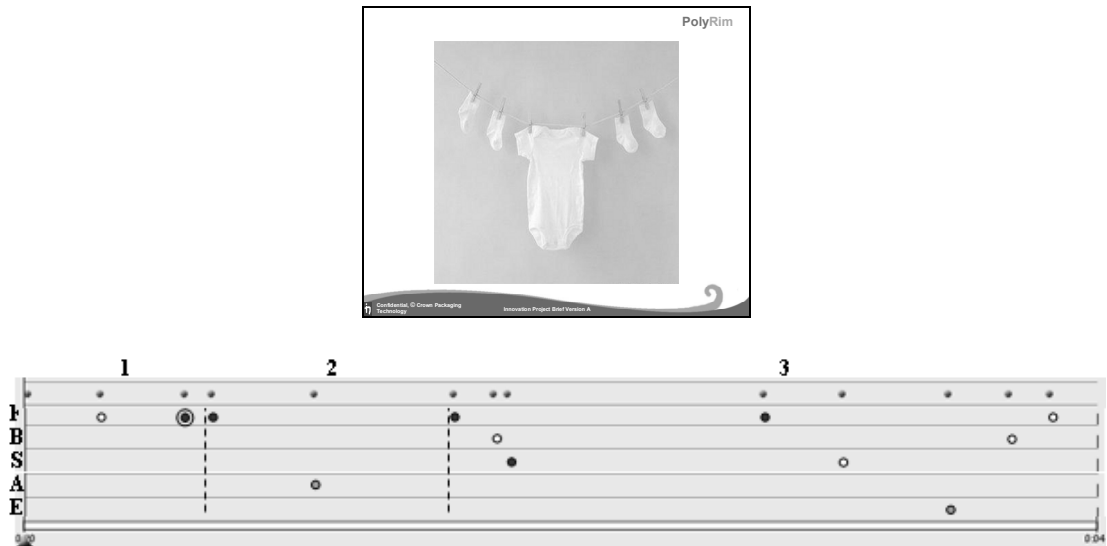 PolyRim
Confidential, © Crown Packaging
Technology
Innovation Project Brief Version A
1 2 3
F
B
S
A
E
0:00 0:04